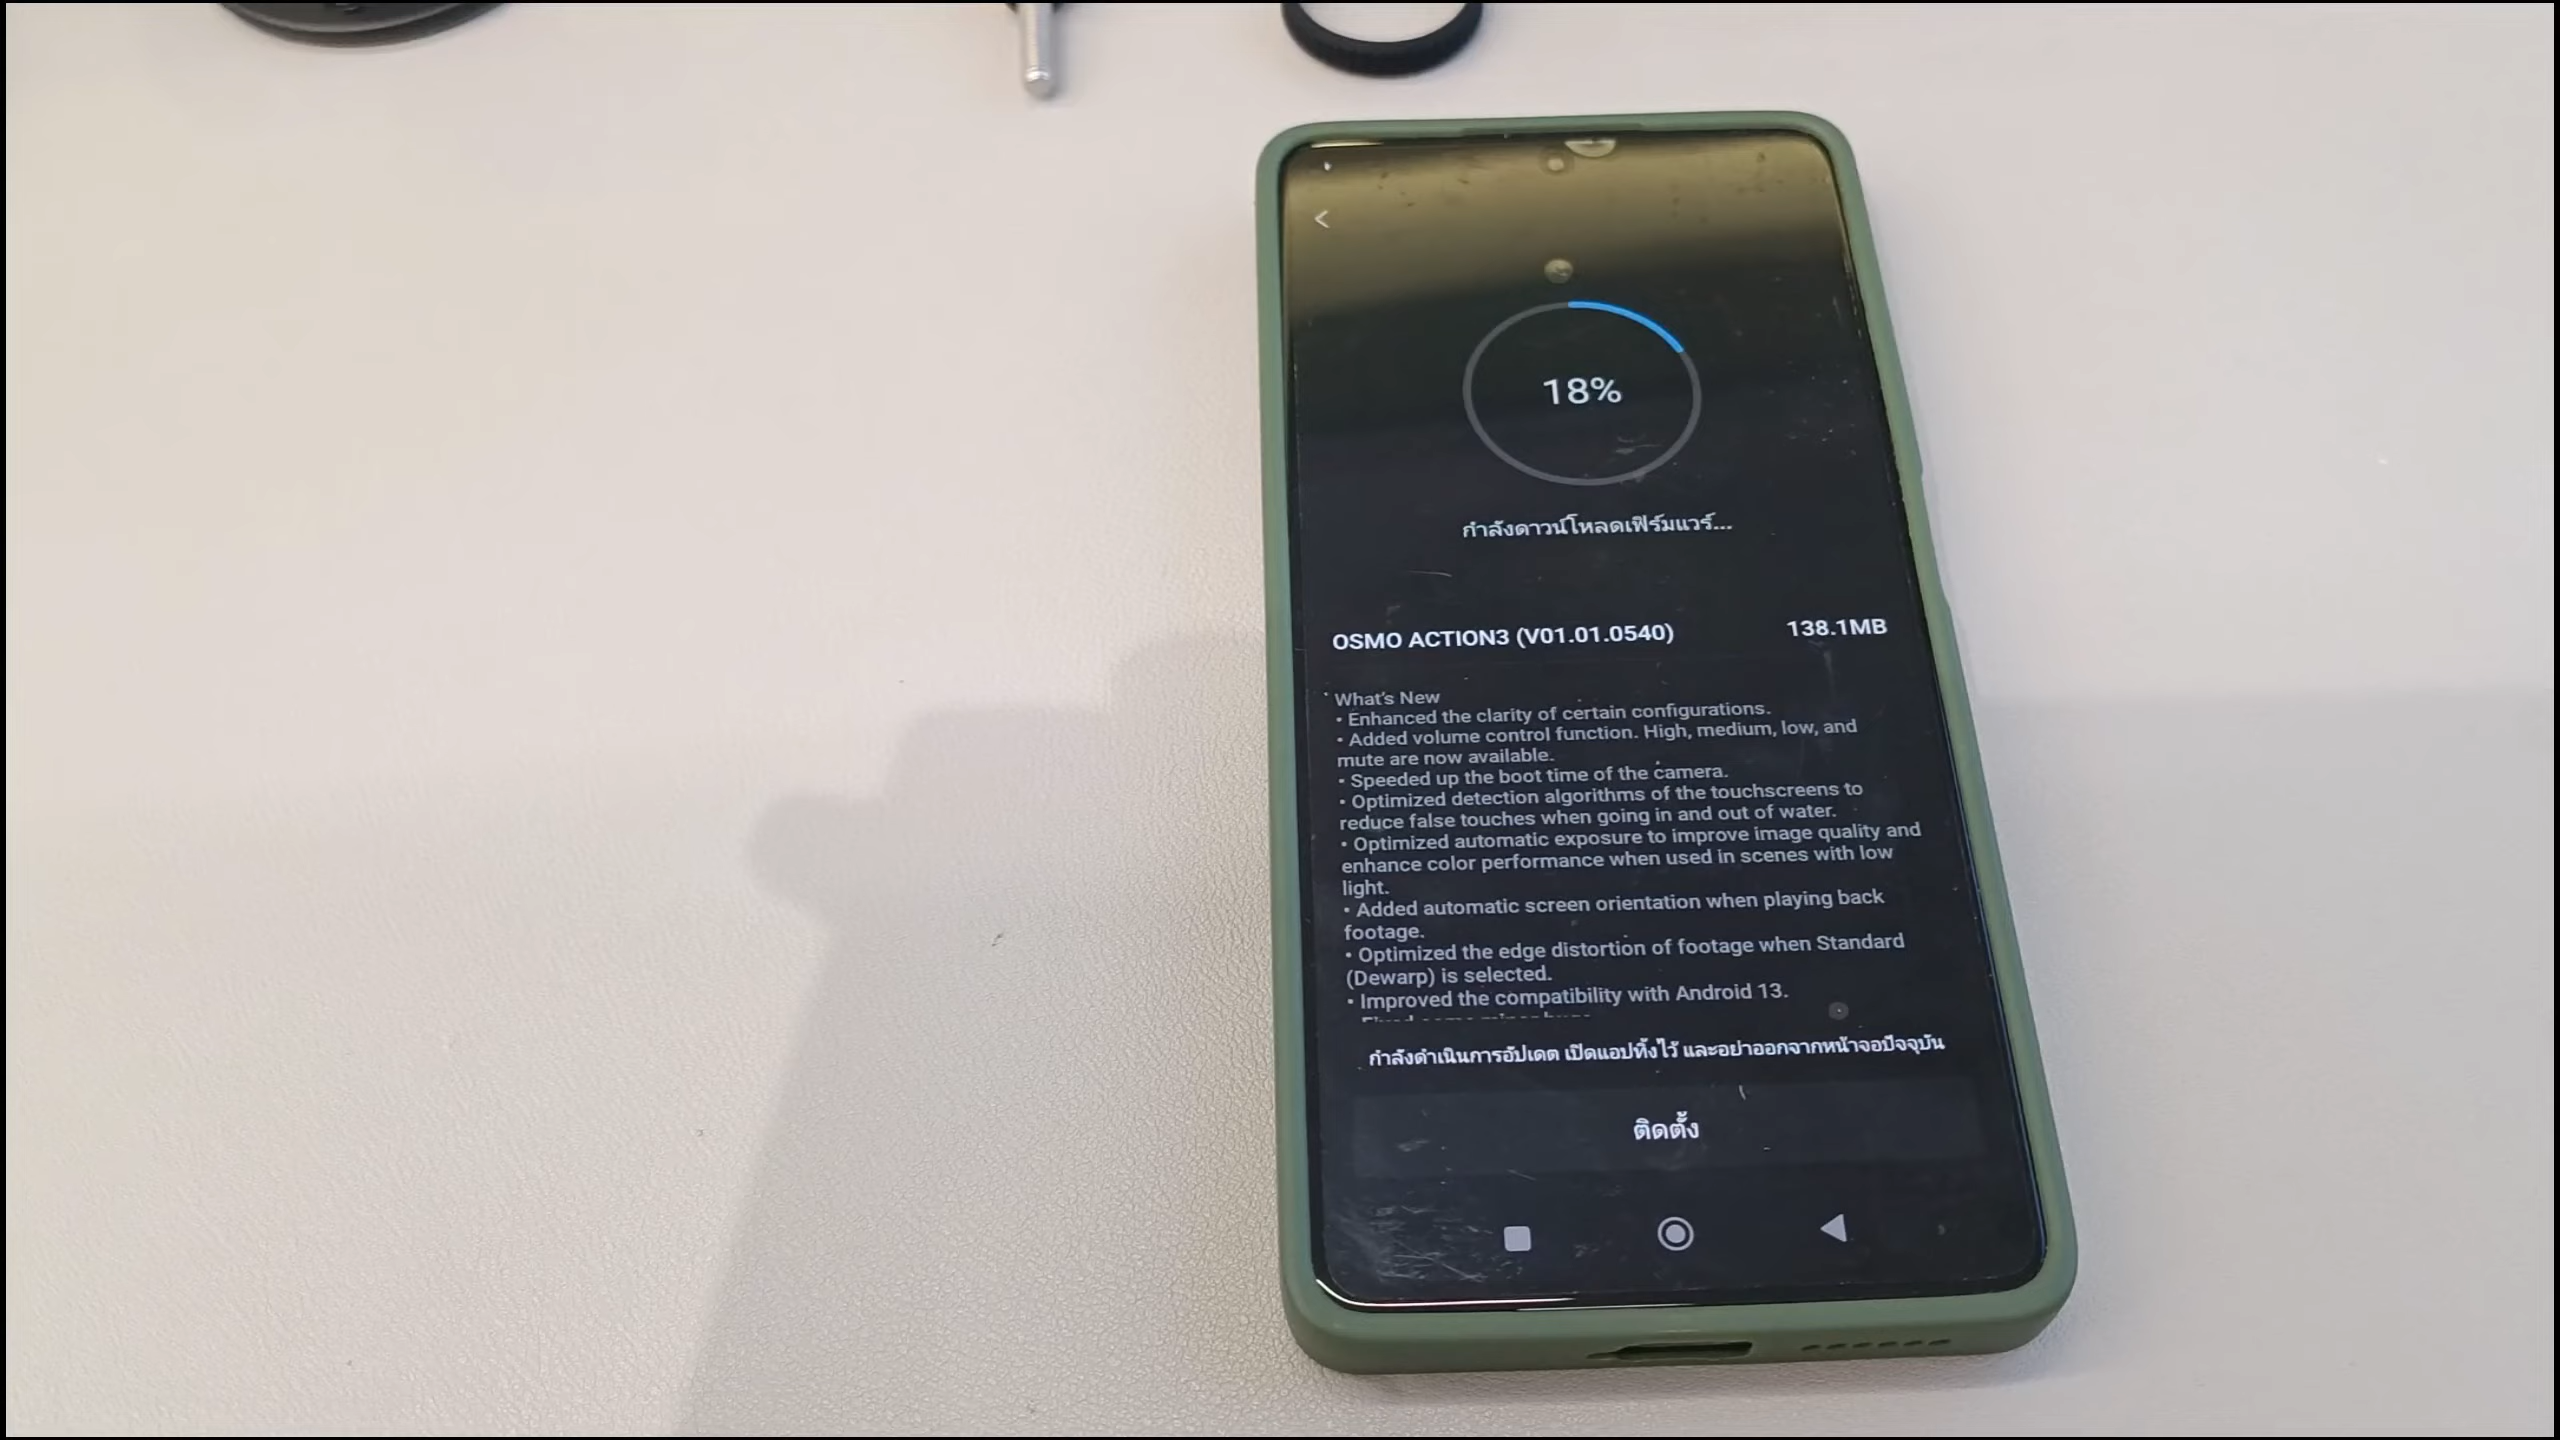 <
18%
กำลังดาวน์โหลดเฟิร์มแวร์...
OSMO ACTION3 (V01.01.0540) 138.1MB
What's New
• Enhanced the clarity of certain configurations.
• Added volume control function. High, medium, low, and
mute are now available.
• Speeded up the boot time of the camera.
• Optimized detection algorithms of the touchscreens to
reduce false touches when going in and out of water.
• Optimized automatic exposure to improve image quality and
enhance color performance when used in scenes with low
light.
• Added automatic screen orientation when playing back
footage.
• Optimized the edge distortion of footage when Standard
(Dewarp) is selected.
• Improved the compatibility with Android 13.
กำลังดำเนินการอัปเดต เปิดแอปทิ้งไว้ และอย่าออกจากหน้าจอปัจจุบัน
ติดตั้ง